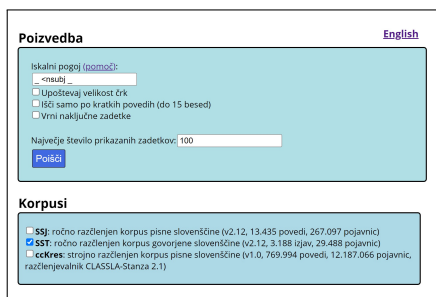 English
Poizvedba
Iskalni pogoj (pomoč):
_ <nsubj _
Upoštevaj velikost črk
Išči samo po kratkih povedih (do 15 besed)
Vrni naključne zadetke
Največje število prikazanih zadetkov: 100
Poišči
Korpusi
SSJ: ročno razčlenjen korpus pisne slovenščine (v2.12, 13.435 povedi, 267.097 pojavnic)
SST: ročno razčlenjen korpus govorjene slovenščine (v2.12, 3.188 izjav, 29.488 pojavnic)
ccKres: strojno razčlenjen korpus pisne slovenščine (v1.0, 769.994 povedi, 12.187.066 pojavnic,
razčlenjevalnik CLASSLA-Stanza 2.1)